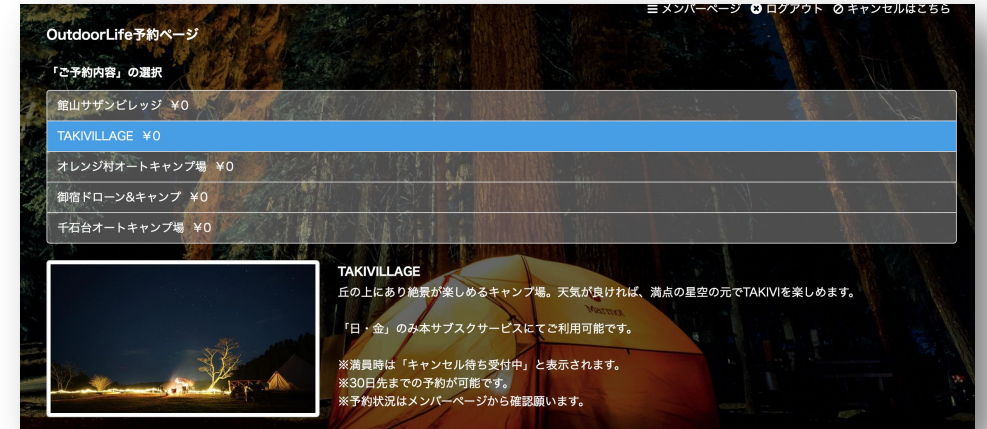 メンバーページ ログアウト キャンセルはこちら
OutdoorLife予約ページ
「ご予約内容」の選択
館山サザンビレッジ ¥0
TAKIVILLAGE ¥0
オレンジ村オートキャンプ場 ¥0
御宿ドローン&キャンプ ¥0
千石台オートキャンプ場 ¥0
TAKIVILLAGE
丘の上にあり絶景が楽しめるキャンプ場。天気が良ければ、満点の星空の元でTAKIVIを楽しめます。
Marmot
「日・金」のみ本サブスクサービスにてご利用可能です。
※満員時は「キャンセル待ち受付中」と表示されます。
※30日先までの予約が可能です。
※予約状況はメンバーページから確認願います。